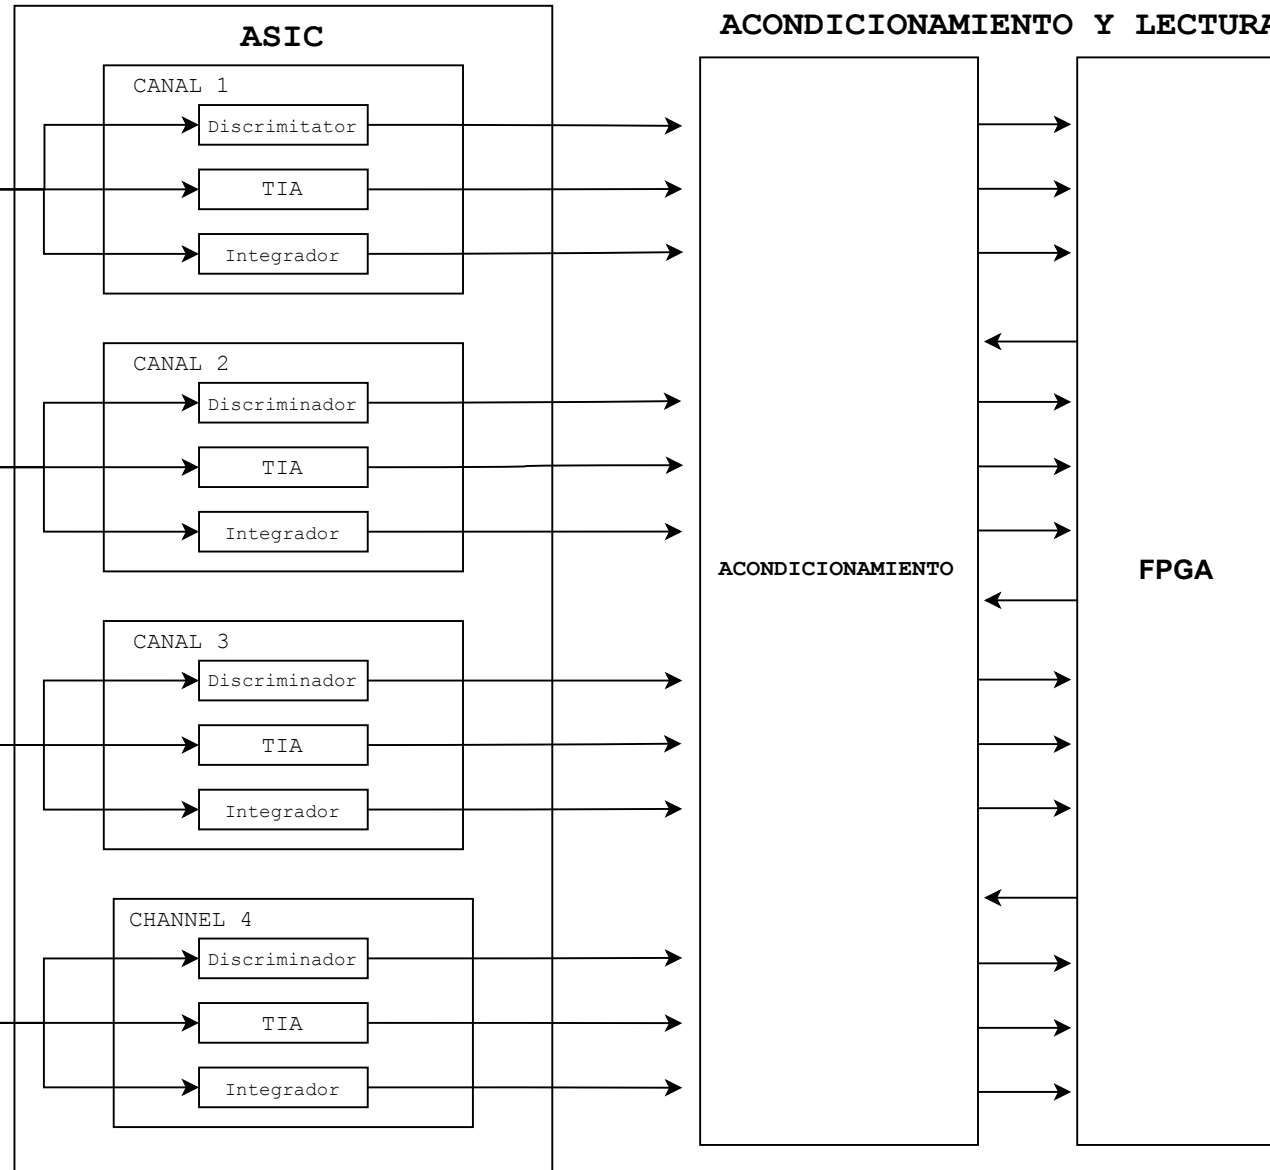 ASIC
ACONDICIONAMIENTO Y LECTURA
CANAL 1
Discrimitator
TIA
Integrador
CANAL 2
Discriminador
TIA
Integrador
ACONDICIONAMIENTO
FPGA
CANAL 3
Discriminador
TIA
Integrador
CHANNEL 4
Discriminador
TIA
Integrador